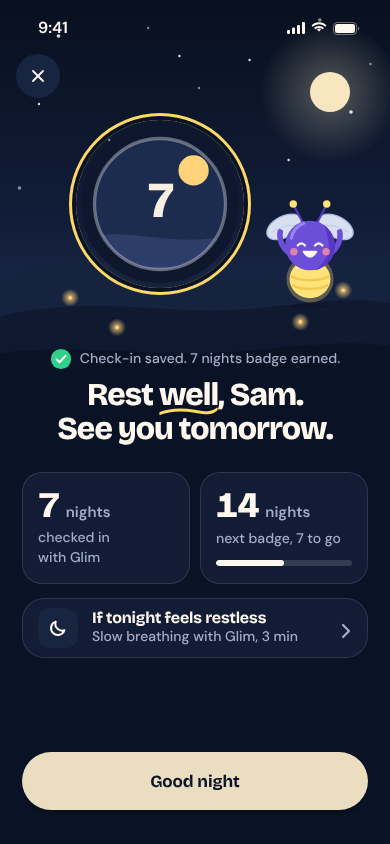 9:41
7
Check-in saved. 7 nights badge earned.
Rest well, Sam.
See you tomorrow.
7 nights
checked in
with Glim
14 nights
next badge, 7 to go
If tonight feels restless
Slow breathing with Glim, 3 min
Good night